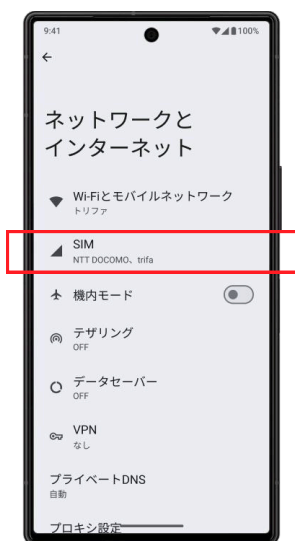 9:41 100%
ネットワークと
インターネット
Wi-Fiとモバイルネットワーク
トリファ
SIM
NTT DOCOMO、trifa
機内モード
テザリング
OFF
データセーバー
OFF
VPN
なし
プライベートDNS
自動
プロキシ設定